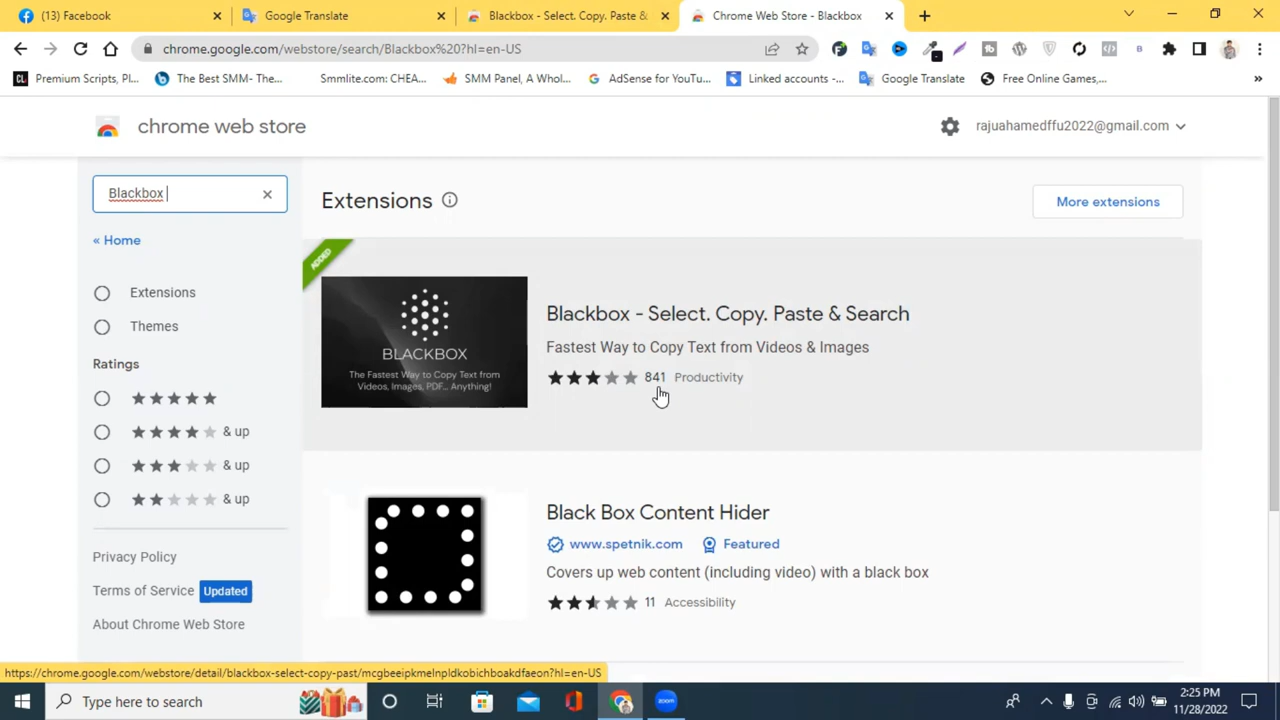 (13) Facebook
Google Translate
Blackbox - Select. Copy. Paste &
Chrome Web Store - Blackbox
chrome.google.com/webstore/search/Blackbox%20?hl=en-US
CL Premium Scripts, Pl...
The Best SMM- The...
Smmlite.com: CHEA...
SMM Panel, A Whol...
AdSense for YouTu...
Linked accounts -...
Google Translate
Free Online Games,...
»
chrome web store
rajuahamedffu2022@gmail.com
Blackbox
« Home
Extensions
Themes
Ratings
& up
& up
& up
Privacy Policy
Terms of Service Updated
About Chrome Web Store
Extensions
More extensions
ADDED
BLACKBOX
The Fastest Way to Copy Text from
Videos, Images, PDF... Anything!
Blackbox - Select. Copy. Paste & Search
Fastest Way to Copy Text from Videos & Images
841 Productivity
Black Box Content Hider
www.spetnik.com Featured
Covers up web content (including video) with a black box
11 Accessibility
https://chrome.google.com/webstore/detail/blackbox-select-copy-past/mcgbeeipkmelnpldkobichboakdfaeon?hl=en-US
Type here to search
zoom
2:25 PM
11/28/2022